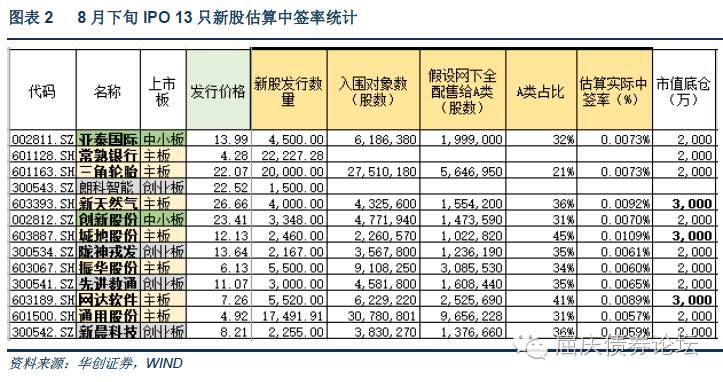 图表 2 8 月下旬 IPO 13 只新股估算中签率统计
代码 名称 上市板 发行价格 新股发行数量 入围对象数(股数) 假设网下全配售给A类(股数) A类占比 估算实际中签率(%) 市值底仓(万)
002811.SZ 亚泰国际 中小板 13.99 4,500.00 6,186,380 1,999,000 32% 0.0073% 2,000
601128.SH 常熟银行 主板 4.28 22,227.28 2,000
601163.SH 三角轮胎 主板 22.07 20,000.00 27,510,180 5,646,950 21% 0.0073% 2,000
300543.SZ 朗科智能 创业板 22.52 1,500.00
603393.SH 新天然气 主板 26.66 4,000.00 4,325,600 1,554,200 36% 0.0092% 3,000
002812.SZ 创新股份 中小板 23.41 3,348.00 4,771,940 1,473,590 31% 0.0070% 2,000
603887.SH 城地股份 主板 12.13 2,460.00 2,260,570 1,022,820 45% 0.0109% 3,000
300534.SZ 陇神戎发 创业板 13.64 2,167.00 3,567,800 1,236,190 35% 0.0061% 2,000
603067.SH 振华股份 主板 6.13 5,500.00 9,108,250 3,085,530 34% 0.0060% 2,000
300541.SZ 先进数通 创业板 11.07 3,000.00 4,581,800 1,608,440 35% 0.0065% 2,000
603189.SH 网达软件 主板 7.26 5,520.00 6,229,220 2,525,690 41% 0.0089% 3,000
601500.SH 通用股份 主板 4.92 17,491.91 30,780,801 9,656,228 31% 0.0057% 2,000
300542.SZ 新晨科技 创业板 8.21 2,255.00 3,830,270 1,376,660 36% 0.0059% 2,000
屈庆债券论坛
资料来源：华创证券，WIND